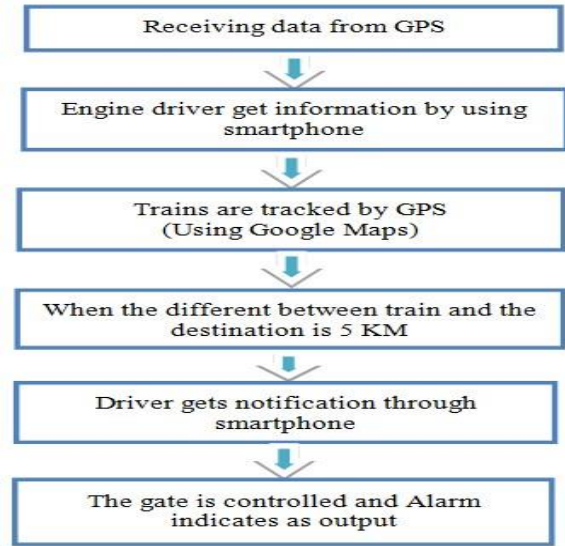 Receiving data from GPS
Engine driver get information by using
smartphone
Trains are tracked by GPS
(Using Google Maps)
When the different between train and the
destination is 5 KM
Driver gets notification through
smartphone
The gate is controlled and Alarm
indicates as output